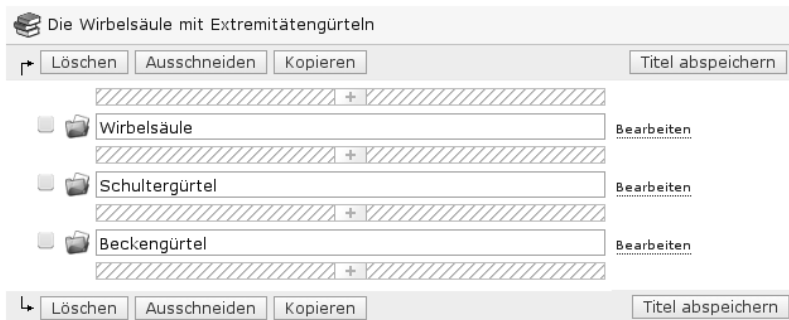 Die Wirbelsäule mit Extremitätengürteln
Löschen Ausschneiden Kopieren Titel abspeichern
+
Wirbelsäule Bearbeiten
+
Schultergürtel Bearbeiten
+
Beckengürtel Bearbeiten
+
Löschen Ausschneiden Kopieren Titel abspeichern